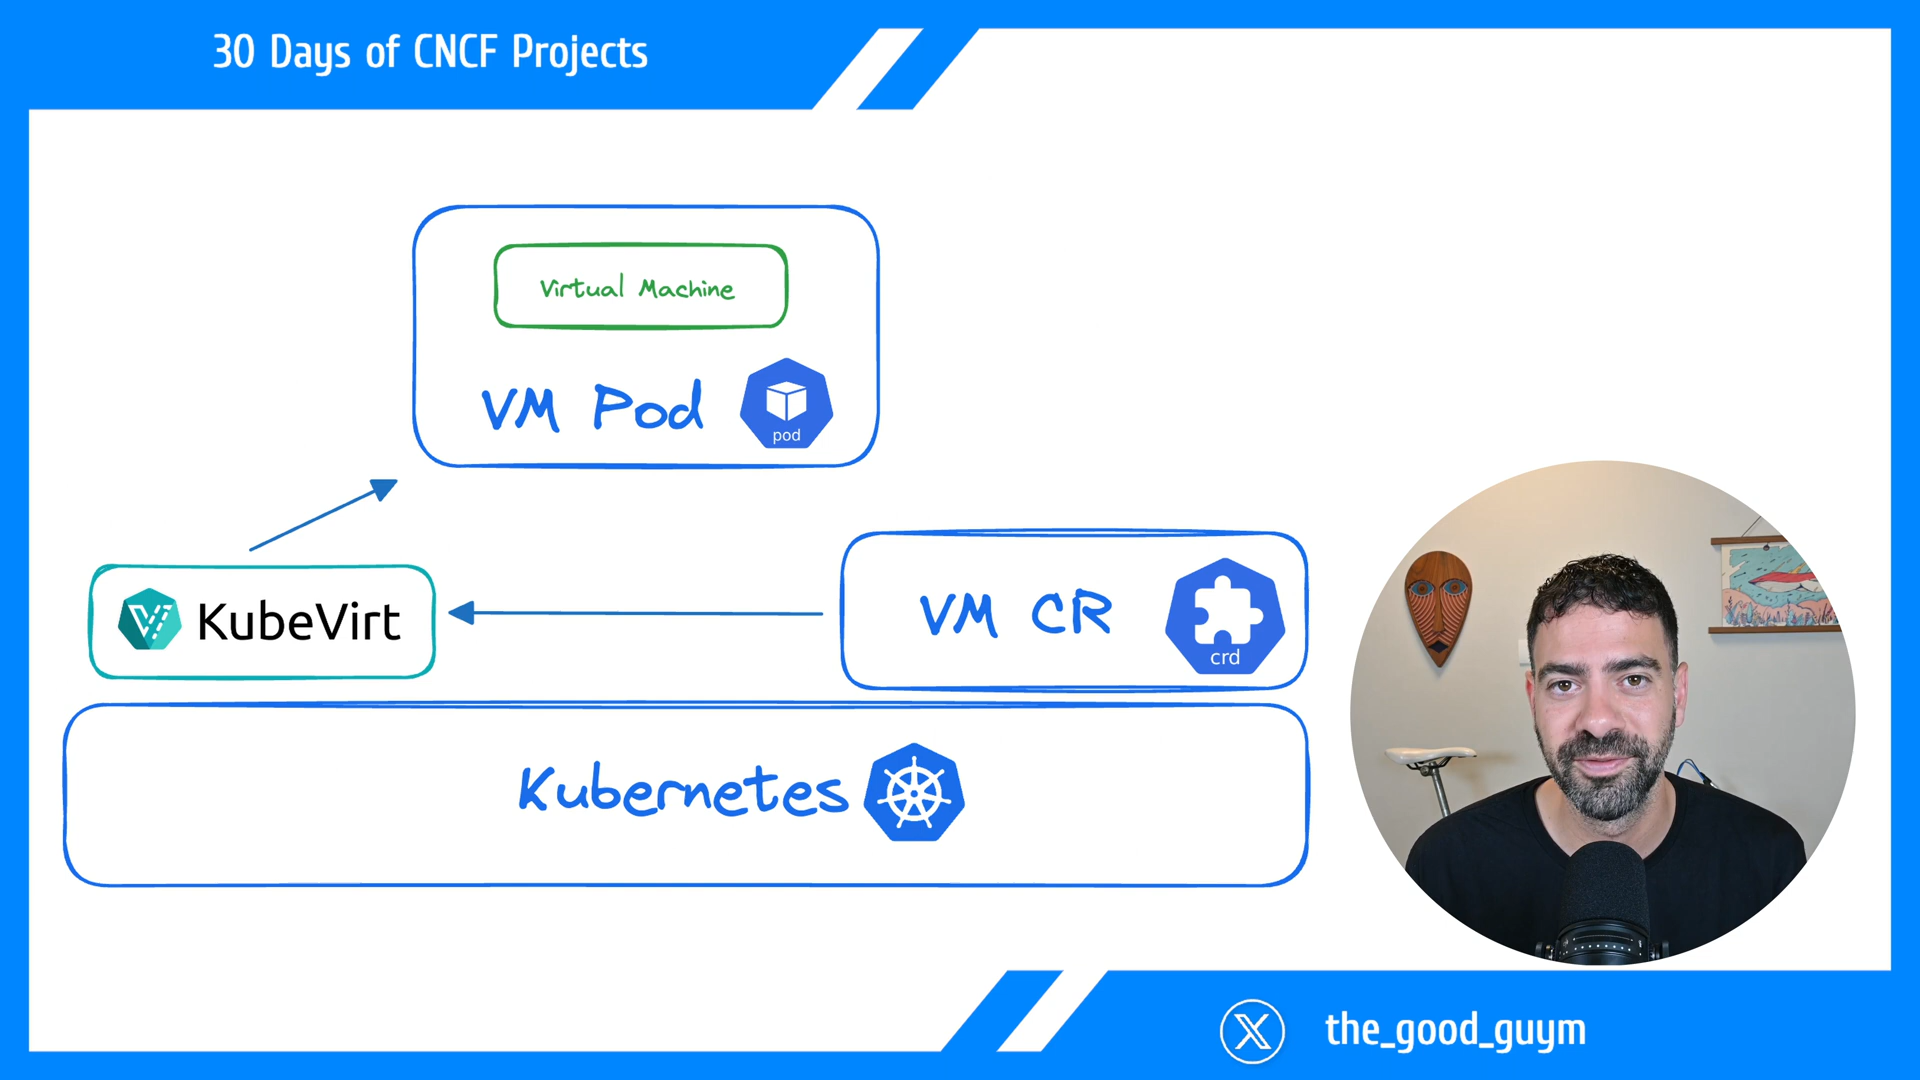 30 Days of CNCF Projects
Virtual Machine
VM Pod
pod
KubeVirt
VM CR
crd
Kubernetes
the_good_guym